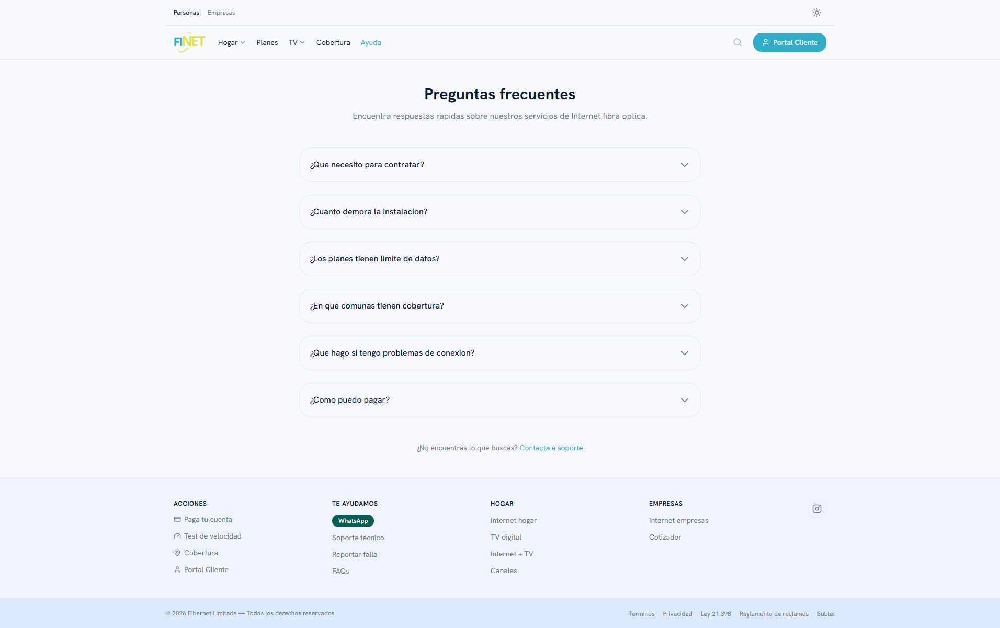 Personas Empresas
FINET Hogar Planes TV Cobertura Ayuda Portal Cliente
Preguntas frecuentes
Encuentra respuestas rapidas sobre nuestros servicios de Internet fibra optica.
¿Que necesito para contratar?
¿Cuanto demora la instalacion?
¿Los planes tienen limite de datos?
¿En que comunas tienen cobertura?
¿Que hago si tengo problemas de conexion?
¿Como puedo pagar?
¿No encuentras lo que buscas? Contacta a soporte
ACCIONES
Paga tu cuenta
Test de velocidad
Cobertura
Portal Cliente
TE AYUDAMOS
WhatsApp
Soporte técnico
Reportar falla
FAQs
HOGAR
Internet hogar
TV digital
Internet + TV
Canales
EMPRESAS
Internet empresas
Cotizador
© 2026 Fibernet Limitada — Todos los derechos reservados
Términos Privacidad Ley 21.398 Reglamento de reclamos Subtel